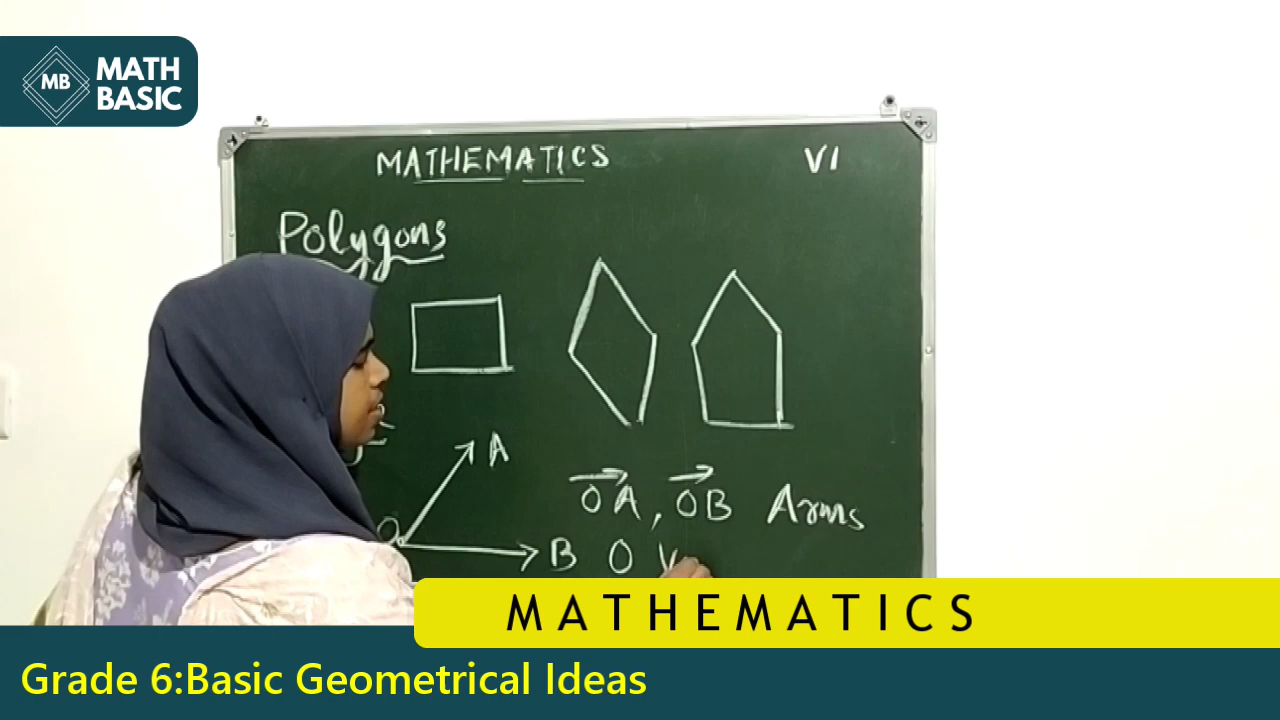 MB
MATH
BASIC
MATHEMATICS VI
Polygons
A
OA, OB Arms
O
B O V
MATHEMATICS
Grade 6:Basic Geometrical Ideas